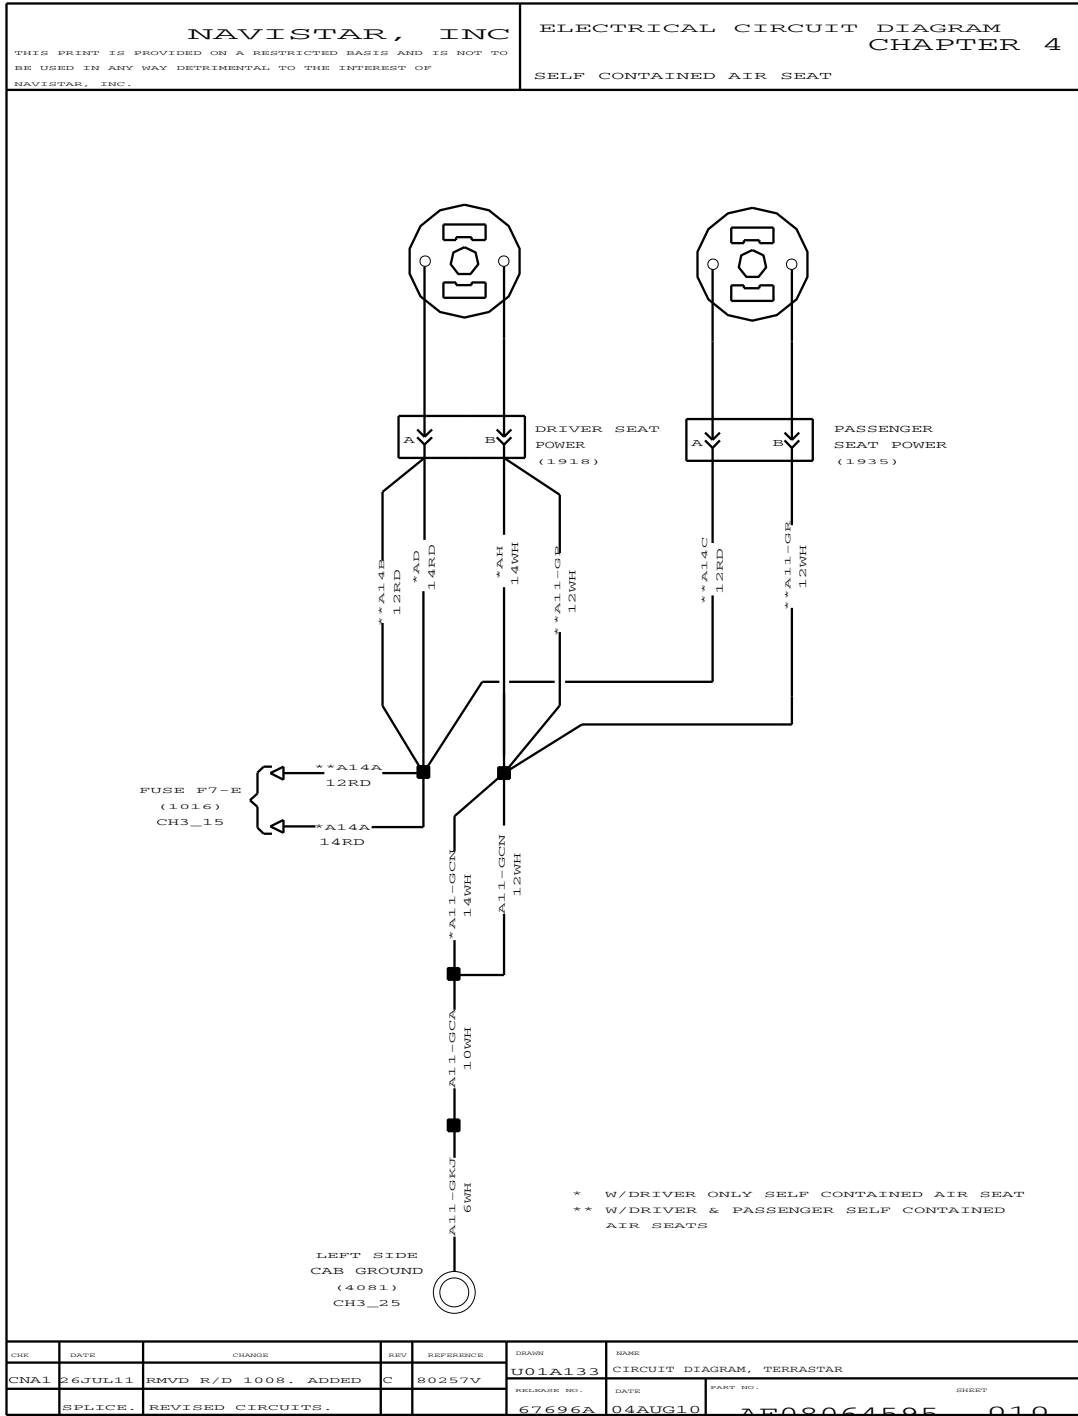 NAVISTAR, INC
THIS PRINT IS PROVIDED ON A RESTRICTED BASIS AND IS NOT TO
BE USED IN ANY WAY DETRIMENTAL TO THE INTEREST OF
NAVISTAR, INC.
ELECTRICAL CIRCUIT DIAGRAM
CHAPTER 4
SELF CONTAINED AIR SEAT
A
B
DRIVER SEAT
POWER
(1918)
A
B
PASSENGER
SEAT POWER
(1935)
**A14B
12RD
*AD
14RD
*AH
14WH
**A11-GP
12WH
**A14C
12RD
**A11-GR
12WH
**A14A
12RD
FUSE F7-E
(1016)
CH3_15
*A14A
14RD
*A11-GCN
14WH
A11-GCN
12WH
A11-GCA
10WH
A11-GKJ
6WH
* W/DRIVER ONLY SELF CONTAINED AIR SEAT
** W/DRIVER & PASSENGER SELF CONTAINED
AIR SEATS
LEFT SIDE
CAB GROUND
(4081)
CH3_25
CHK DATE CHANGE REV REFERENCE
CNA1 26JUL11 RMVD R/D 1008. ADDED C 80257V
SPLICE. REVISED CIRCUITS.
DRAWN
U01A133
NAME
CIRCUIT DIAGRAM, TERRASTAR
RELEASE NO.
67696A
DATE
04AUG10
PART NO. SHEET
AF08064595 010